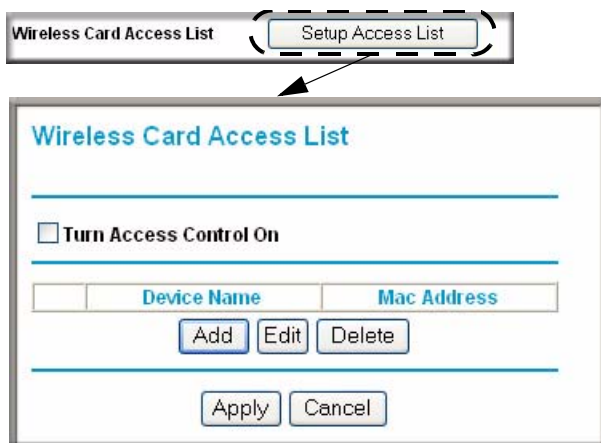 Wireless Card Access List Setup Access List
Wireless Card Access List
Turn Access Control On
Device Name Mac Address
Add Edit Delete
Apply Cancel